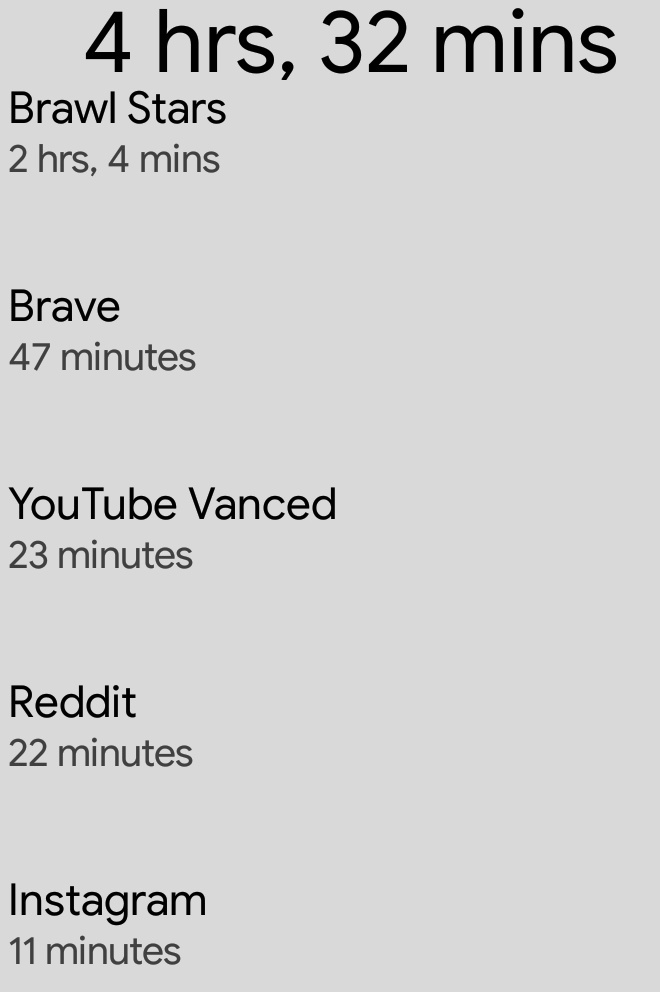 4 hrs, 32 mins
Brawl Stars
2 hrs, 4 mins
Brave
47 minutes
YouTube Vanced
23 minutes
Reddit
22 minutes
Instagram
11 minutes